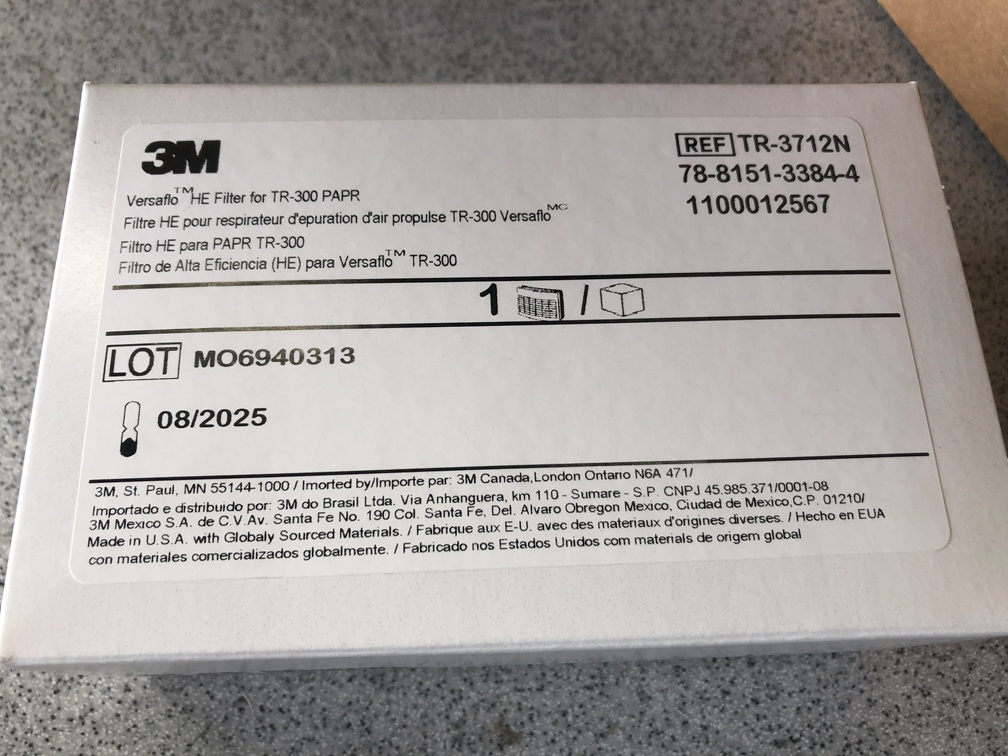 3M
REF TR-3712N
78-8151-3384-4
1100012567
Versaflo™ HE Filter for TR-300 PAPR
Filtre HE pour respirateur d'epuration d'air propulse TR-300 Versaflo MC
Filtro HE para PAPR TR-300
Filtro de Alta Eficiencia (HE) para Versaflo™ TR-300
1 /
LOT MO6940313
08/2025
3M, St. Paul, MN 55144-1000 / Imorted by/Importe par: 3M Canada,London Ontario N6A 471/
Importado e distribuido por: 3M do Brasil Ltda. Via Anhanguera, km 110 - Sumare - S.P. CNPJ 45.985.371/0001-08
3M Mexico S.A. de C.V.Av. Santa Fe No. 190 Col. Santa Fe, Del. Alvaro Obregon Mexico, Ciudad de Mexico,C.P. 01210/
Made in U.S.A. with Globaly Sourced Materials. / Fabrique aux E-U. avec des materiaux d'origines diverses. / Hecho en EUA
con materiales comercializados globalmente. / Fabricado nos Estados Unidos com materials de origem global